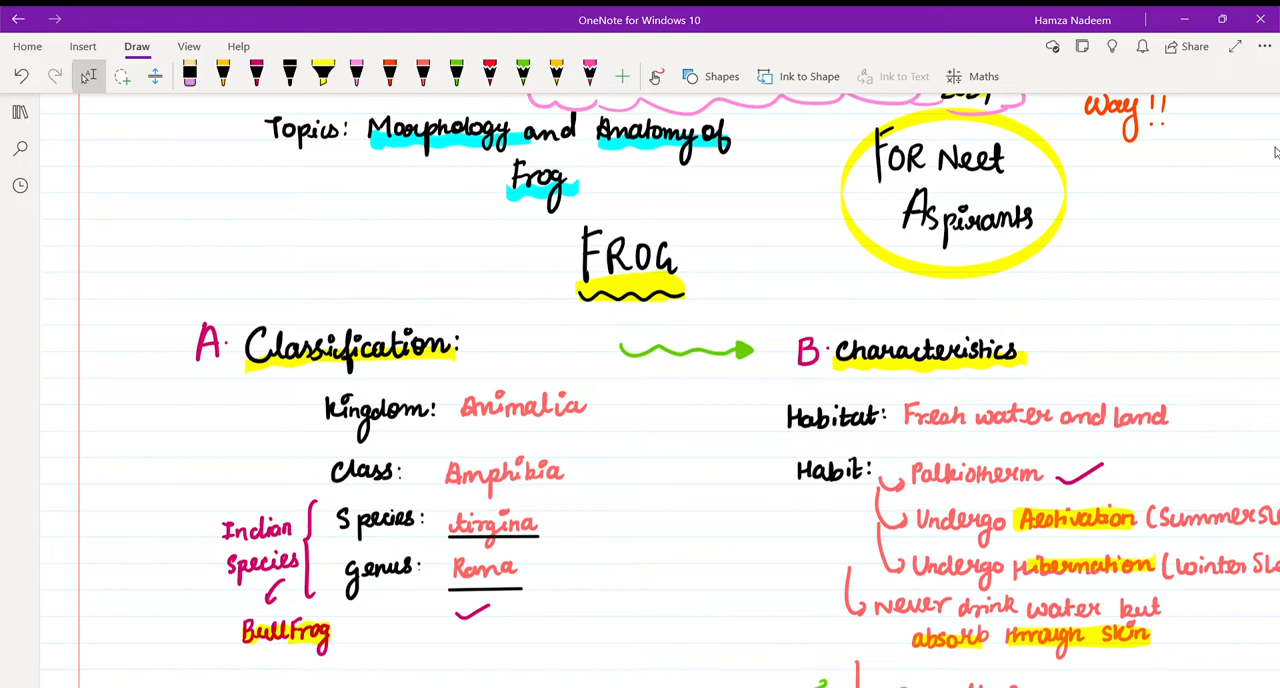 OneNote for Windows 10
Hamza Nadeem
Home Insert Draw View Help
Share
Shapes Ink to Shape Ink to Text Maths
Way!!
Topics: Morphology and Anatomy of
Frog
FOR Neet
Aspirants
FROG
A. Classification:
Kingdom: Animalia
Class: Amphibia
Species: tirgina
Genus: Rana
Indian
Species
BullFrog
B. Characteristics
Habitat: Fresh water and land
Habit: Palkiotherm
Undergo Aestivation (Summer
Undergo Hibernation (Winter
Never drink water but
absorb through skin